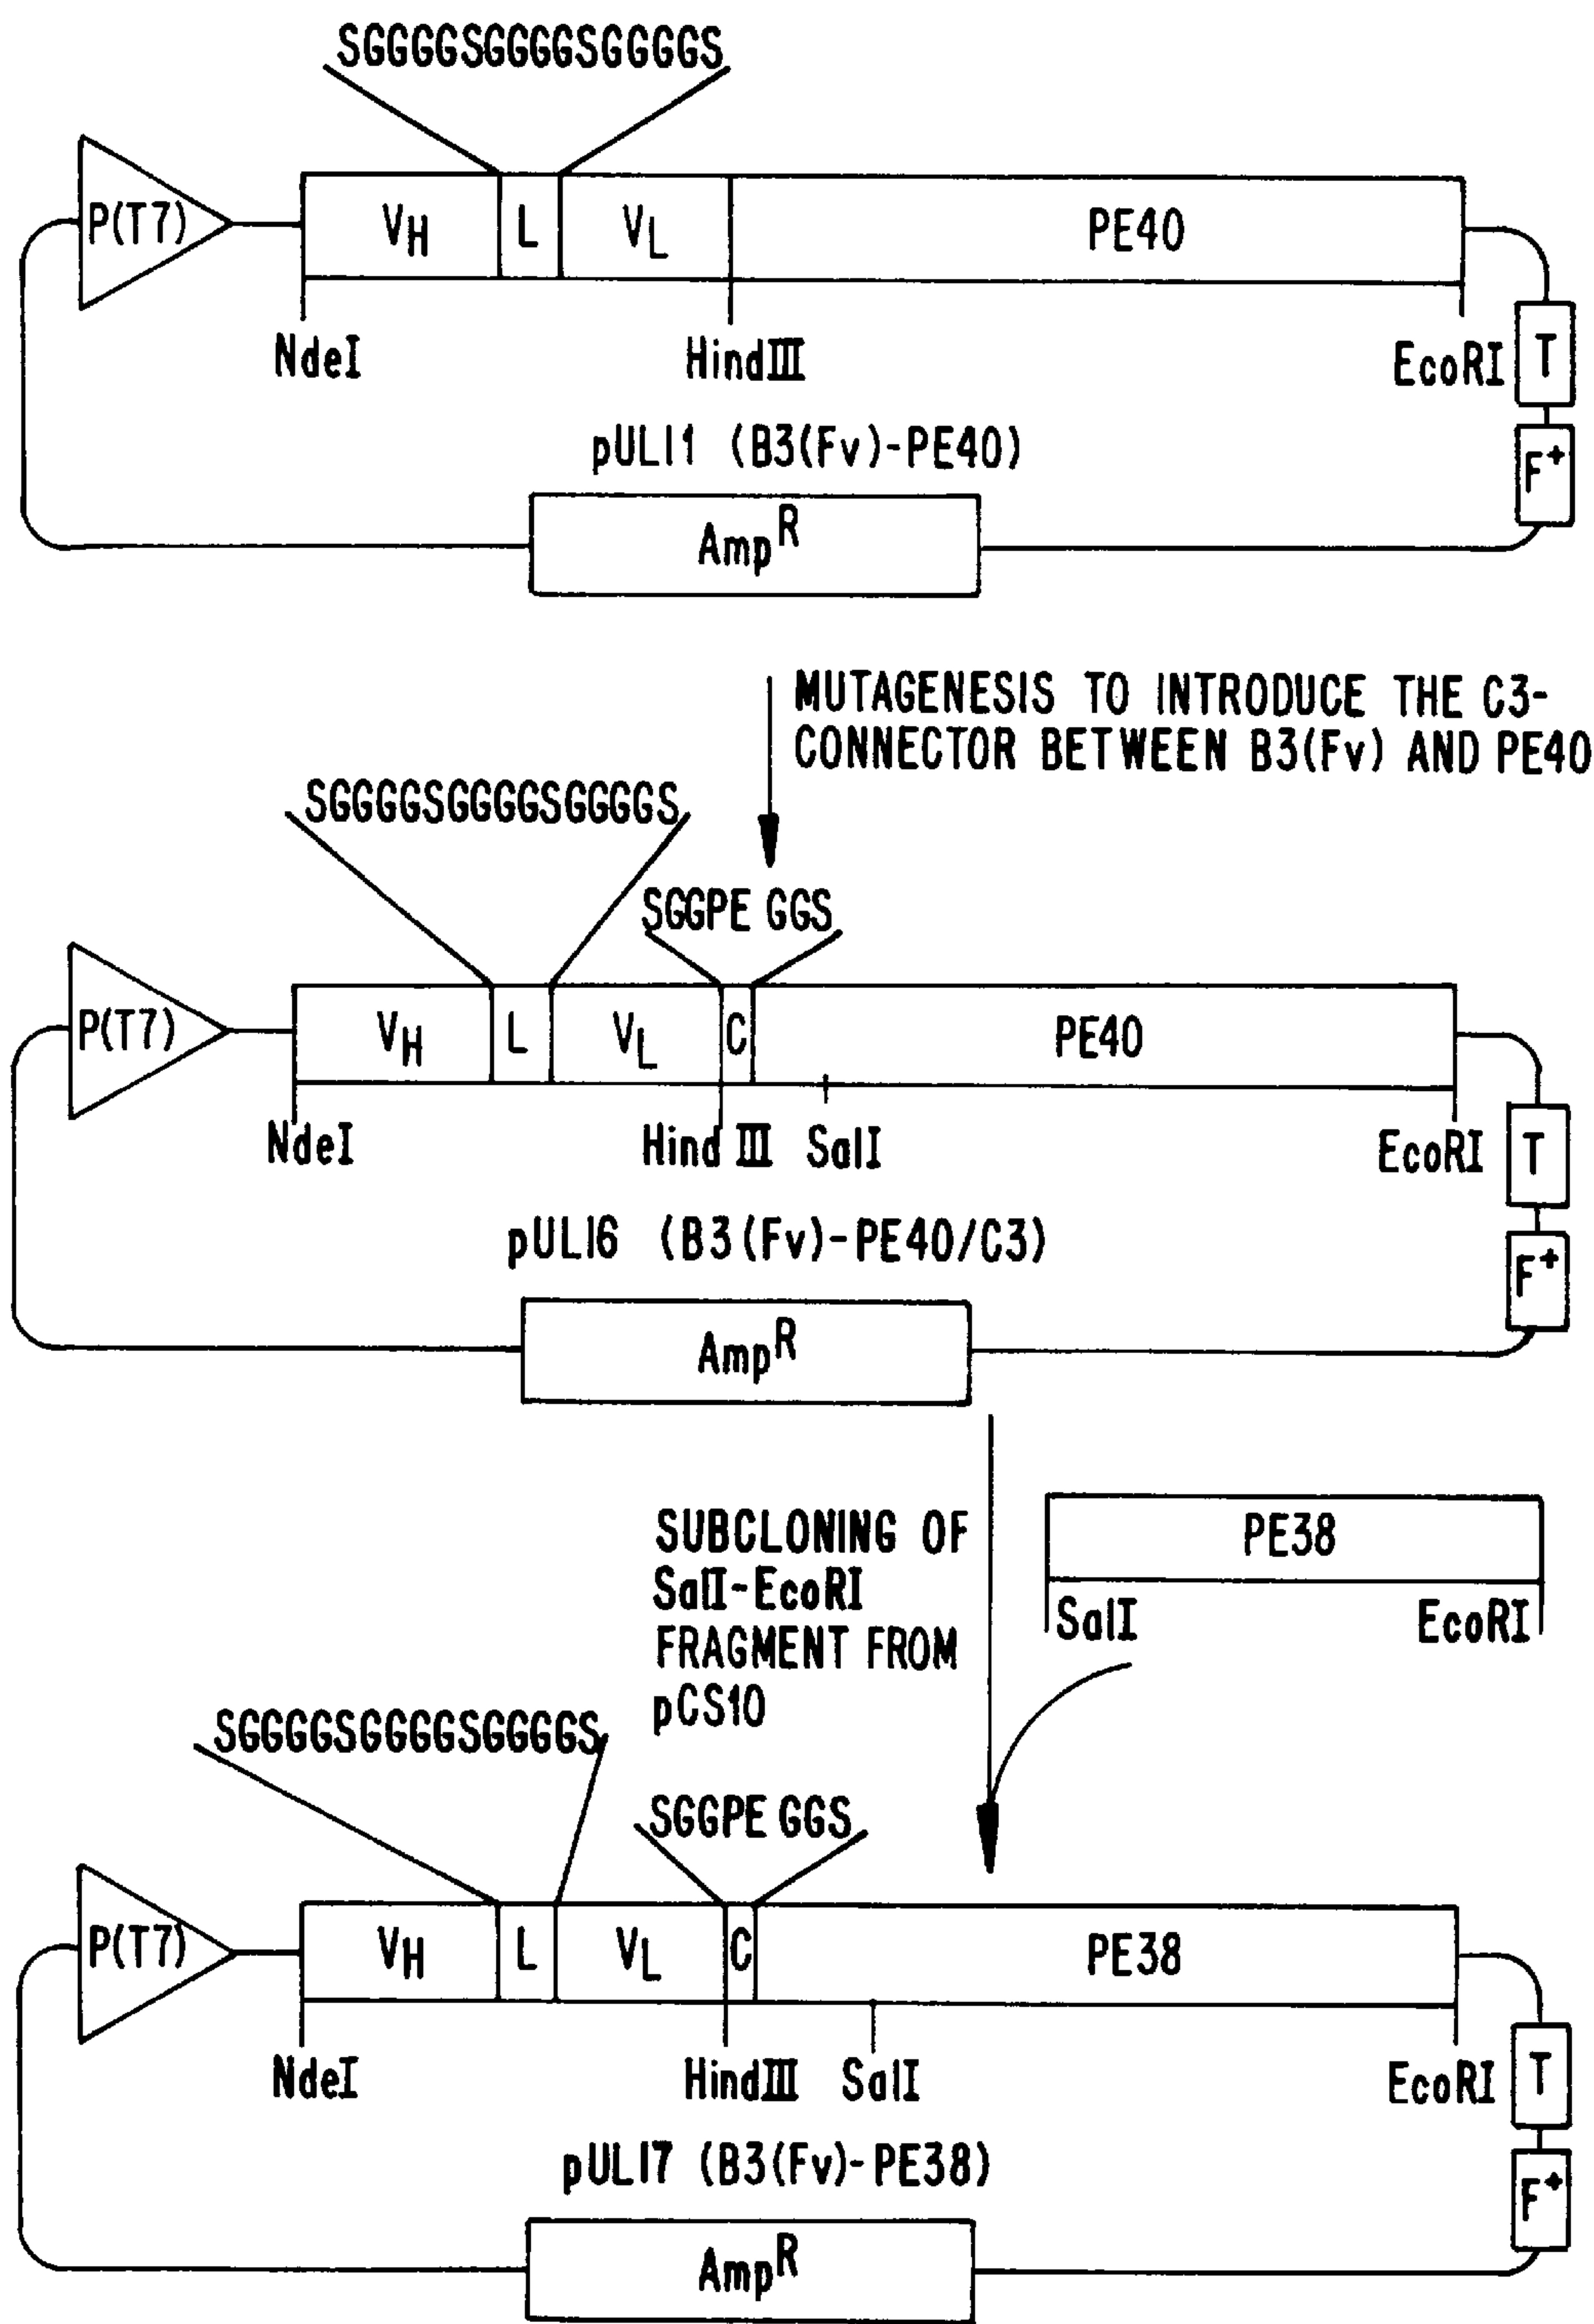 SGGGGSGGGGSGGGGS
P(T7)
VH
L
VL
PE40
NdeI
HindIII
EcoRI
T
F+
pULI1 (B3(Fv)-PE40)
AmpR
MUTAGENESIS TO INTRODUCE THE C3-
CONNECTOR BETWEEN B3(Fv) AND PE40
SGGGGSGGGGSGGGGS
SGGPE GGS
P(T7)
VH
L
VL
C
PE40
NdeI
Hind III
SalI
EcoRI
T
F+
pULI6 (B3(Fv)-PE40/C3)
AmpR
SUBCLONING OF
SalI-EcoRI
FRAGMENT FROM
pCS10
PE38
SalI
EcoRI
SGGGGSGGGGSGGGGS
SGGPE GGS
P(T7)
VH
L
VL
C
PE38
NdeI
HindIII
SalI
EcoRI
T
F+
pULI7 (B3(Fv)-PE38)
AmpR